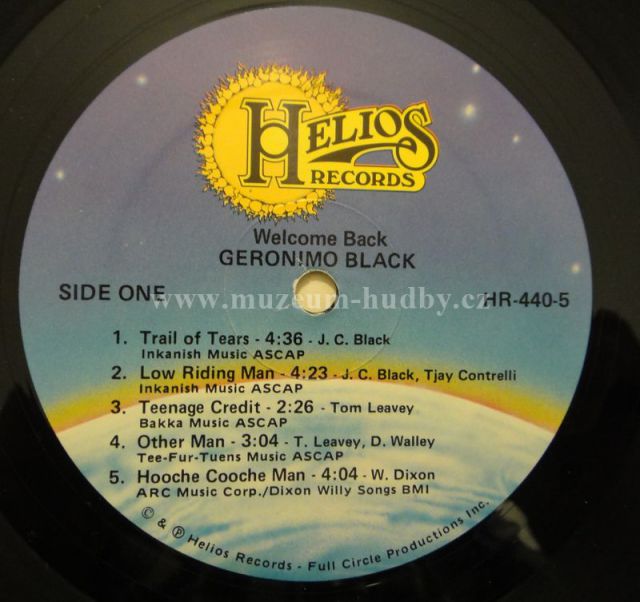 HELIOS
RECORDS
Welcome Back
GERONIMO BLACK
SIDE ONE
www.muzeum-hudby.cz
HR-440-5
1. Trail of Tears - 4:36 - J. C. Black
Inkanish Music ASCAP
2. Low Riding Man - 4:23 - J. C. Black, Tjay Contrelli
Inkanish Music ASCAP
3. Teenage Credit - 2:26 - Tom Leavey
Bakka Music ASCAP
4. Other Man - 3:04 - T. Leavey, D. Walley
Tee-Fur-Tuens Music ASCAP
5. Hooche Cooche Man - 4:04 - W. Dixon
ARC Music Corp./Dixon Willy Songs BMI
© & ℗ Helios Records - Full Circle Productions Inc.